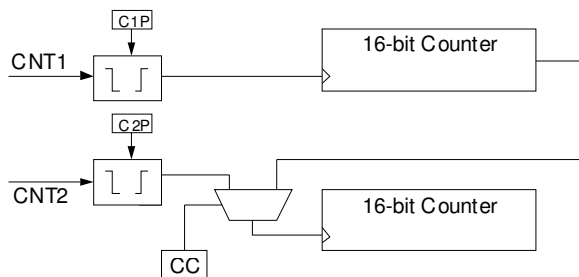 C1P
16-bit Counter
CNT1
C2P
CNT2
16-bit Counter
CC